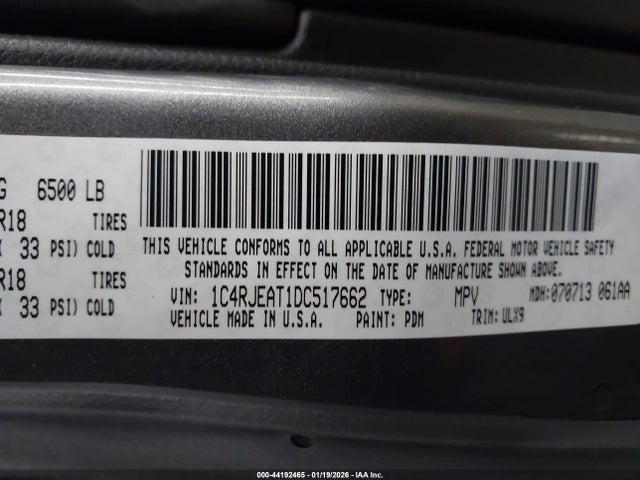 G 6500 LB
R18 TIRES
33 PSI) COLD
R18 TIRES
33 PSI) COLD
THIS VEHICLE CONFORMS TO ALL APPLICABLE U.S.A. FEDERAL MOTOR VEHICLE SAFETY
STANDARDS IN EFFECT ON THE DATE OF MANUFACTURE SHOWN ABOVE.
VIN: 1C4RJEAT1DC517662 TYPE: MPV MDH:070713 061AA
VEHICLE MADE IN U.S.A. PAINT: PDM TRIM:ULX9
000-44192465 - 01/19/2026 - IAA Inc.